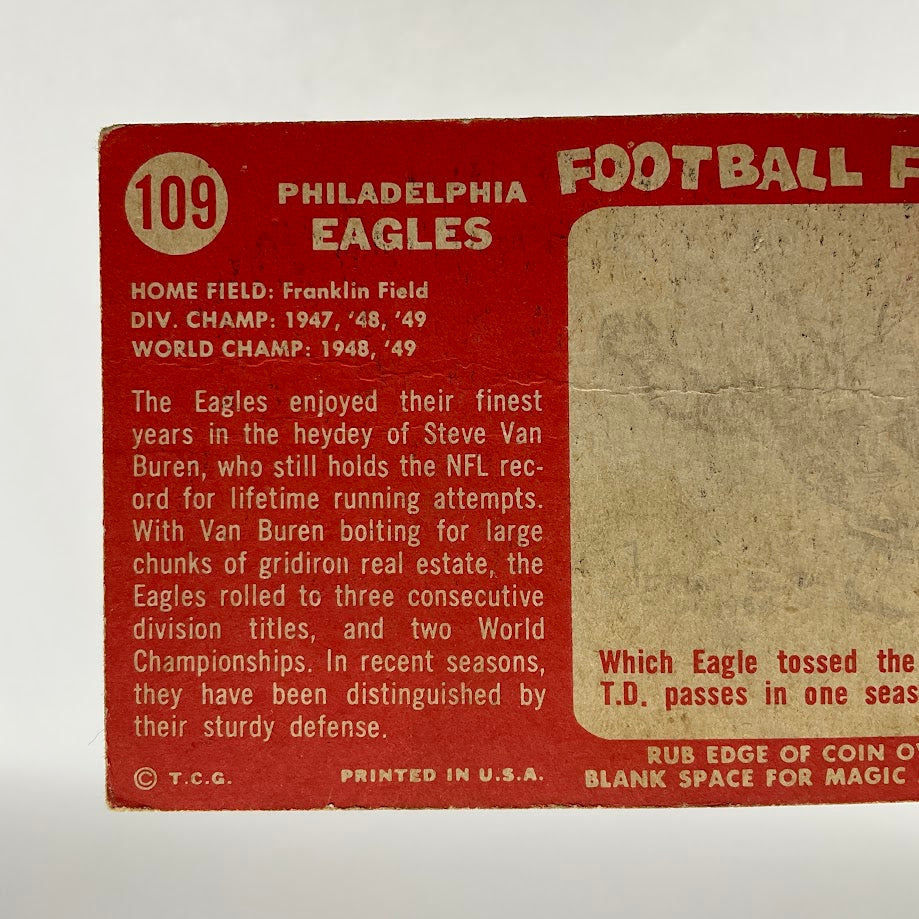 109
PHILADELPHIA
EAGLES
HOME FIELD: Franklin Field
DIV. CHAMP: 1947, '48, '49
WORLD CHAMP: 1948, '49
The Eagles enjoyed their finest
years in the heydey of Steve Van
Buren, who still holds the NFL rec-
ord for lifetime running attempts.
With Van Buren bolting for large
chunks of gridiron real estate, the
Eagles rolled to three consecutive
division titles, and two World
Championships. In recent seasons,
they have been distinguished by
their sturdy defense.
© T.C.G.
PRINTED IN U.S.A.
FOOTBALL F
Which Eagle tossed the
T.D. passes in one seas
RUB EDGE OF COIN O
BLANK SPACE FOR MAGIC